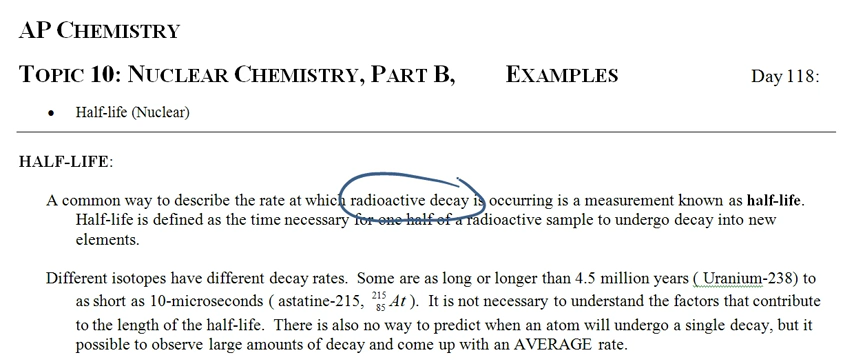 AP CHEMISTRY
TOPIC 10: NUCLEAR CHEMISTRY, PART B, EXAMPLES Day 118:
• Half-life (Nuclear)
HALF-LIFE:
A common way to describe the rate at which radioactive decay is occurring is a measurement known as half-life.
Half-life is defined as the time necessary for one half of a radioactive sample to undergo decay into new
elements.
Different isotopes have different decay rates. Some are as long or longer than 4.5 million years ( Uranium-238) to
as short as 10-microseconds ( astatine-215, ²¹⁵₈₅At ). It is not necessary to understand the factors that contribute
to the length of the half-life. There is also no way to predict when an atom will undergo a single decay, but it
possible to observe large amounts of decay and come up with an AVERAGE rate.